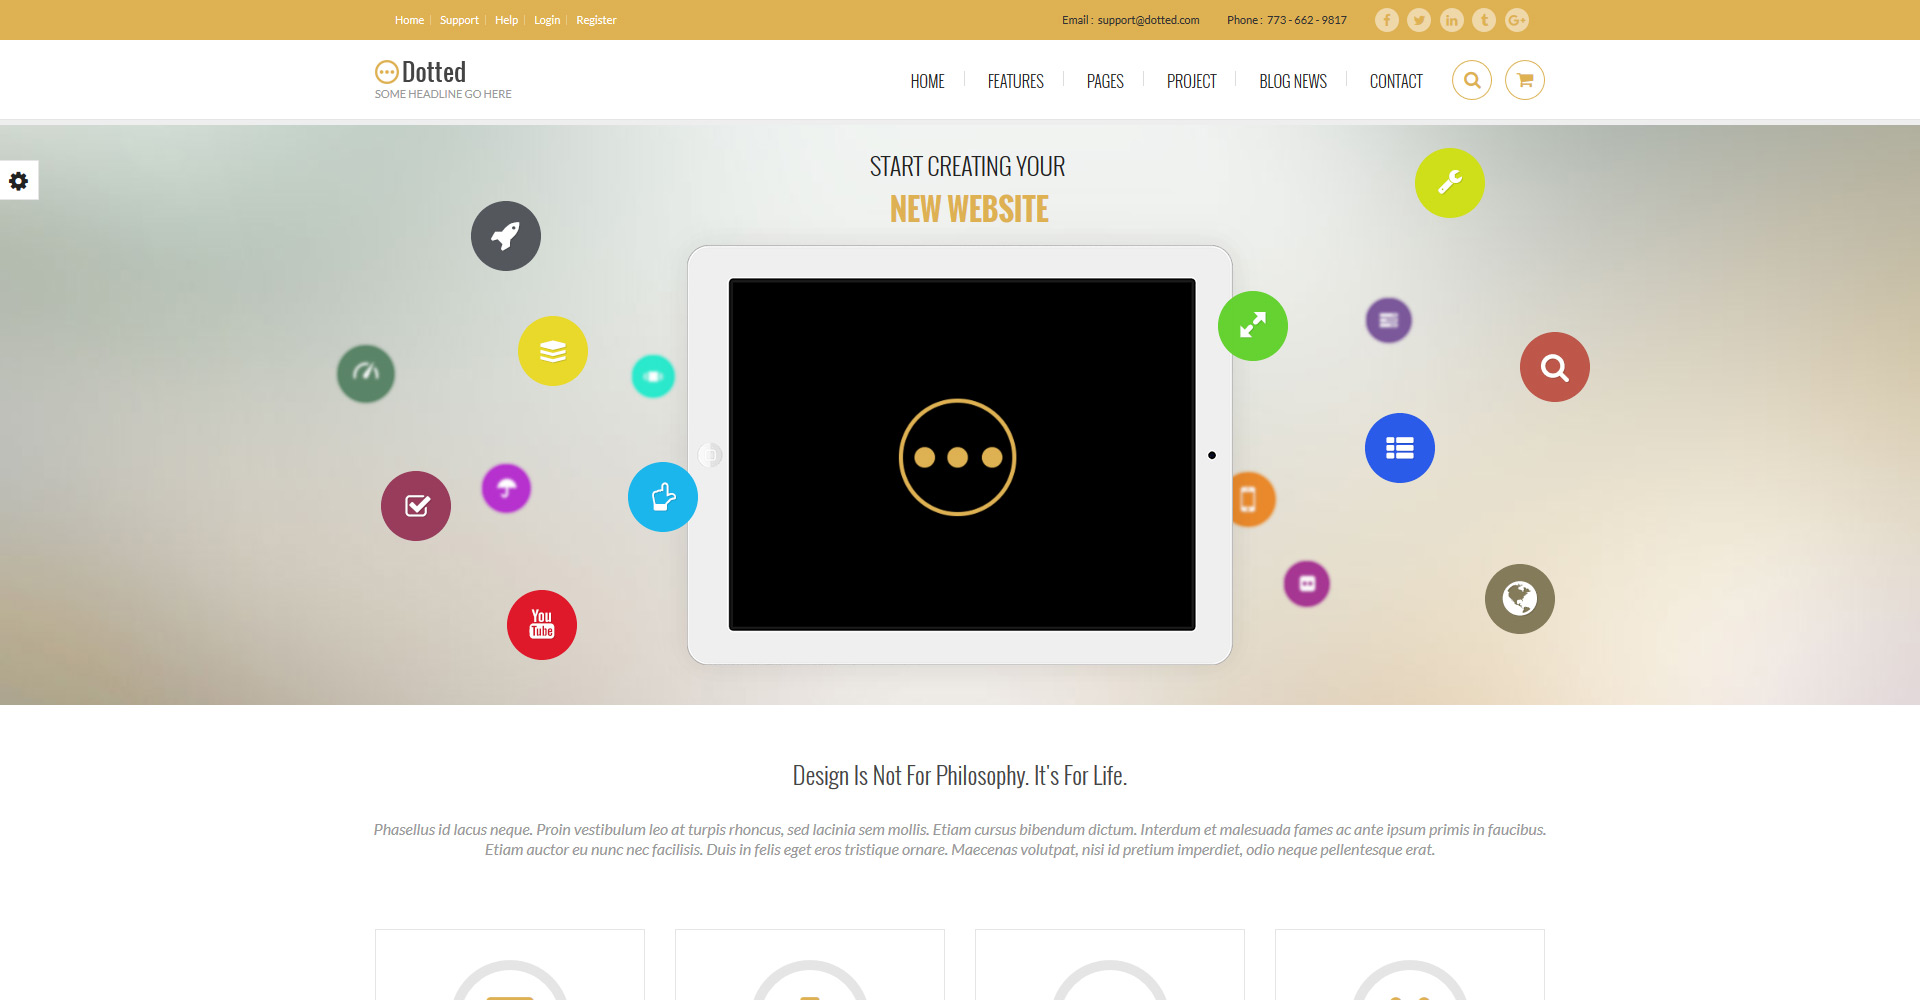 Home Support Help Login Register
Email : support@dotted.com Phone : 773 - 662 - 9817
Dotted
SOME HEADLINE GO HERE
HOME FEATURES PAGES PROJECT BLOG NEWS CONTACT
START CREATING YOUR
NEW WEBSITE
You
Tube
Design Is Not For Philosophy. It's For Life.
Phasellus id lacus neque. Proin vestibulum leo at turpis rhoncus, sed lacinia sem mollis. Etiam cursus bibendum dictum. Interdum et malesuada fames ac ante ipsum primis in faucibus.
Etiam auctor eu nunc nec facilisis. Duis in felis eget eros tristique ornare. Maecenas volutpat, nisi id pretium imperdiet, odio neque pellentesque erat.